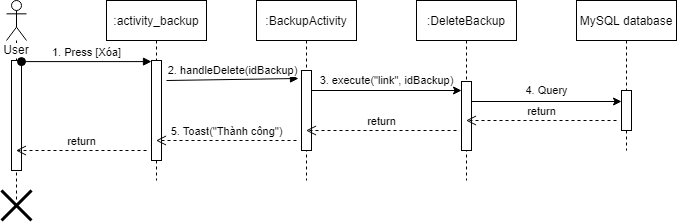 :activity_backup
:BackupActivity
:DeleteBackup
MySQL database
User
1. Press [Xóa]
2. handleDelete(idBackup)
3. execute("link", idBackup)
4. Query
return
return
5. Toast("Thành công")
return